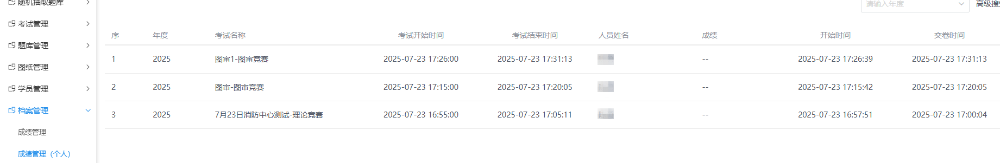 随机抽取题库
请输入年度 高级搜
考试管理
序 年度 考试名称 考试开始时间 考试结束时间 人员姓名 成绩 开始时间 交卷时间
题库管理
1 2025 图审1-图审竞赛 2025-07-23 17:26:00 2025-07-23 17:31:13 -- 2025-07-23 17:26:39 2025-07-23 17:31:13
图纸管理
2 2025 图审-图审竞赛 2025-07-23 17:15:00 2025-07-23 17:20:05 -- 2025-07-23 17:15:42 2025-07-23 17:20:05
学员管理
档案管理
3 2025 7月23日消防中心测试-理论竞赛 2025-07-23 16:55:00 2025-07-23 17:05:11 -- 2025-07-23 16:57:51 2025-07-23 17:00:04
成绩管理
成绩管理（个人）